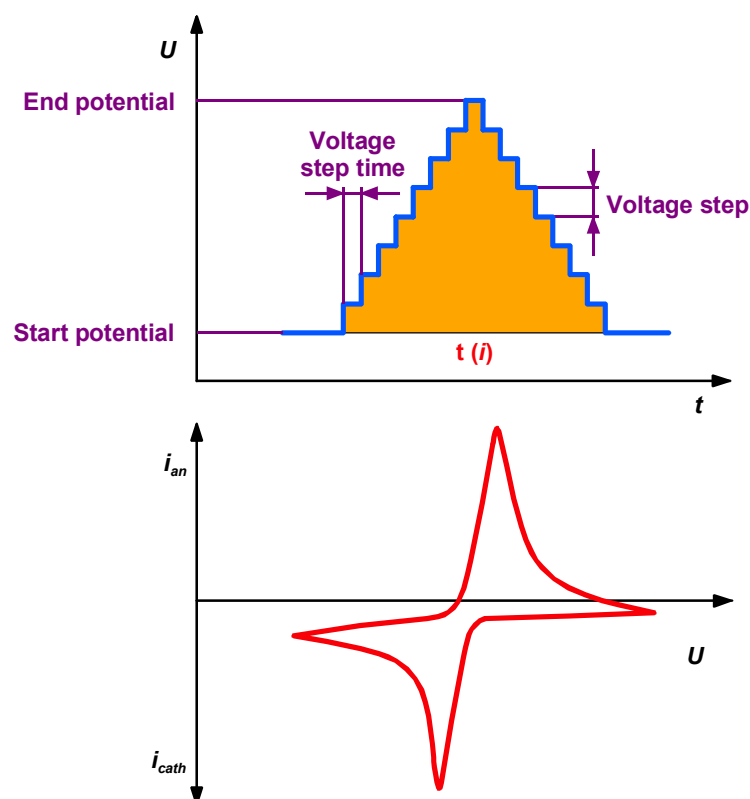 U
End potential
Voltage
step time
Voltage step
Start potential
t (i)
t
i_an
U
i_cath